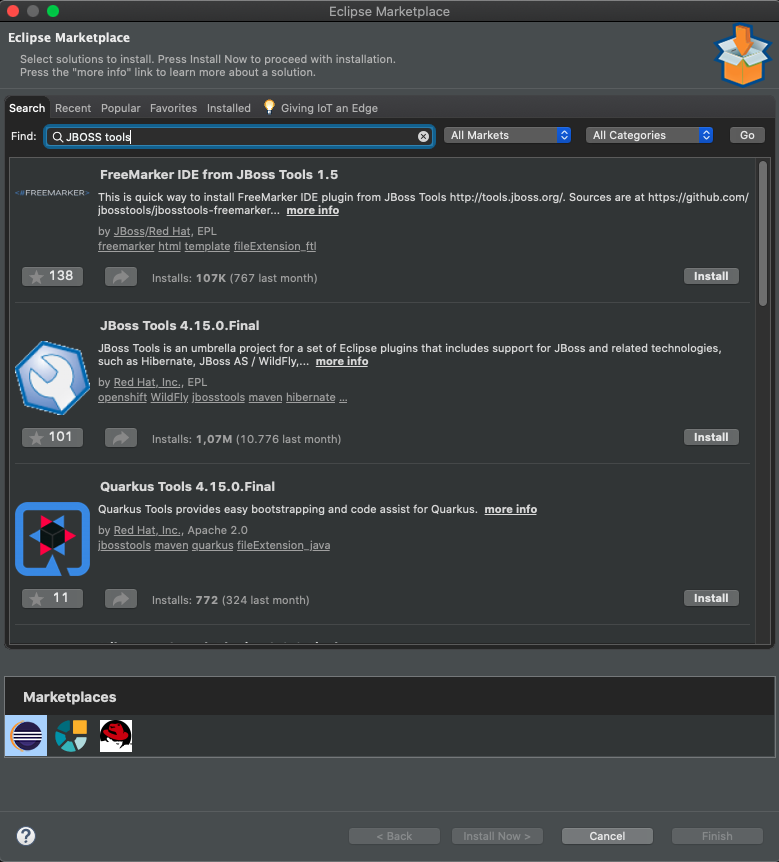 Eclipse Marketplace
Eclipse Marketplace
Select solutions to install. Press Install Now to proceed with installation.
Press the "more info" link to learn more about a solution.
Search Recent Popular Favorites Installed Giving IoT an Edge
Find: JBOSS tools All Markets All Categories Go
FreeMarker IDE from JBoss Tools 1.5
<#FREEMARKER>
This is quick way to install FreeMarker IDE plugin from JBoss Tools http://tools.jboss.org/. Sources are at https://github.com/
jbosstools/jbosstools-freemarker... more info
by JBoss/Red Hat, EPL
freemarker html template fileExtension_ftl
138 Installs: 107K (767 last month) Install
JBoss Tools 4.15.0.Final
JBoss Tools is an umbrella project for a set of Eclipse plugins that includes support for JBoss and related technologies,
such as Hibernate, JBoss AS / WildFly,... more info
by Red Hat, Inc., EPL
openshift WildFly jbosstools maven hibernate ...
101 Installs: 1,07M (10.776 last month) Install
Quarkus Tools 4.15.0.Final
Quarkus Tools provides easy bootstrapping and code assist for Quarkus. more info
by Red Hat, Inc., Apache 2.0
jbosstools maven quarkus fileExtension_java
11 Installs: 772 (324 last month) Install
Marketplaces
? < Back Install Now > Cancel Finish